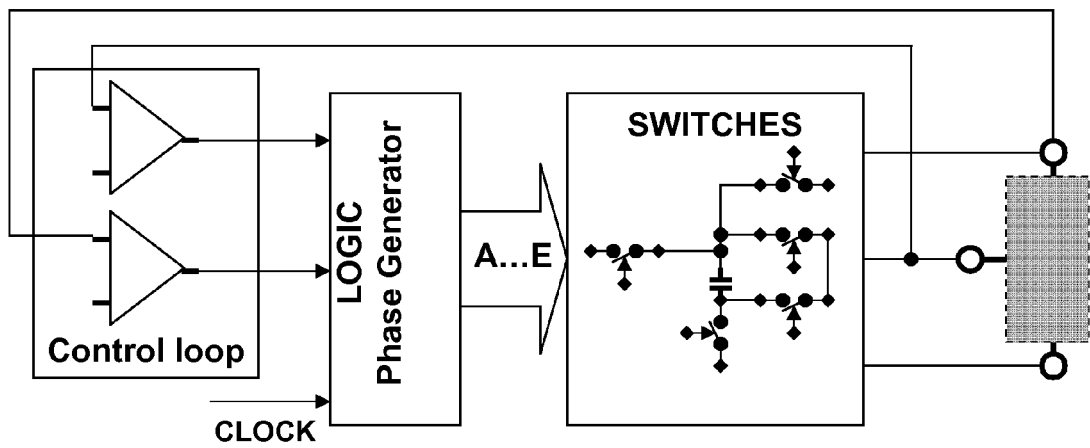 SWITCHES
LOGIC
Phase Generator
A...E
Control loop
CLOCK